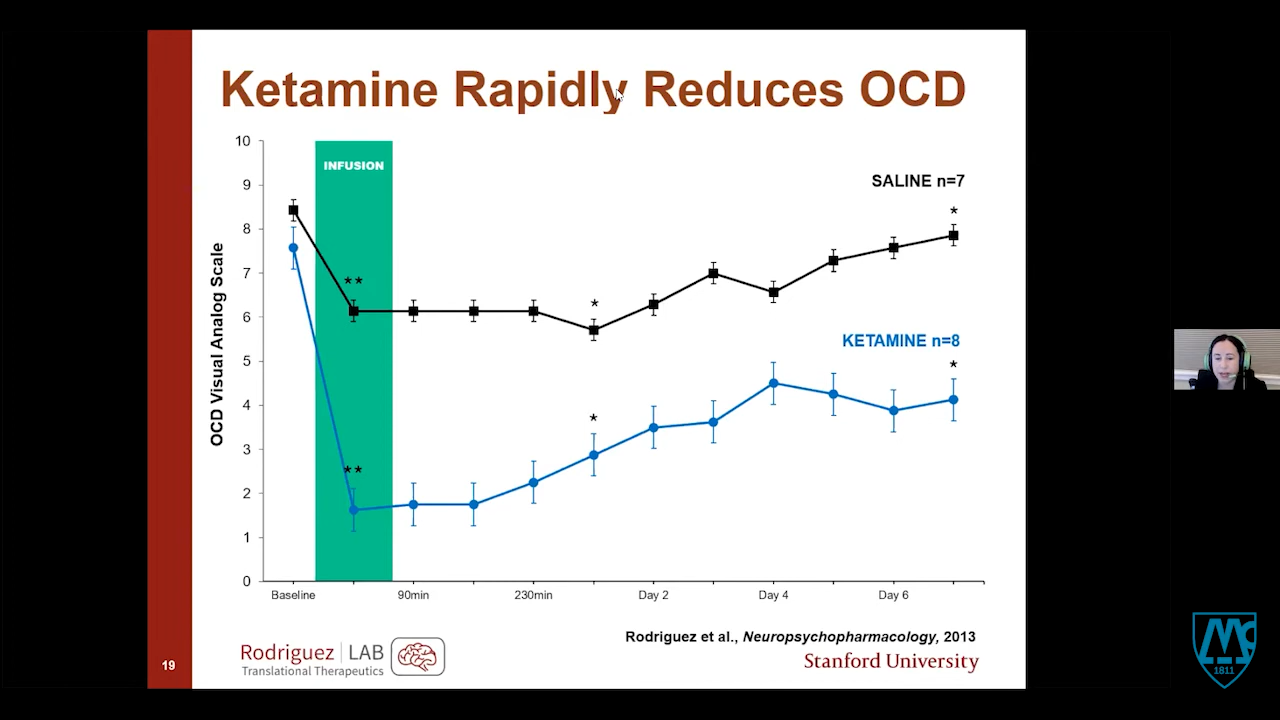 Ketamine Rapidly Reduces OCD
10
9
8
7
6
5
4
3
2
1
0
OCD Visual Analog Scale
INFUSION
SALINE n=7
*
**
*
KETAMINE n=8
*
*
**
Baseline
90min
230min
Day 2
Day 4
Day 6
Rodriguez et al., Neuropsychopharmacology, 2013
Rodriguez | LAB
Translational Therapeutics
Stanford University
19
1811